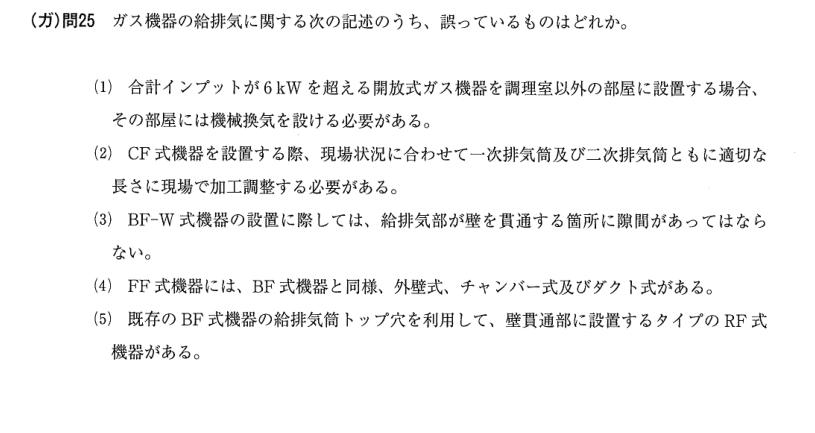 (ガ)問25 ガス機器の給排気に関する次の記述のうち、誤っているものはどれか。
(1) 合計インプットが6kWを超える開放式ガス機器を調理室以外の部屋に設置する場合、
その部屋には機械換気を設ける必要がある。
(2) CF式機器を設置する際、現場状況に合わせて一次排気筒及び二次排気筒ともに適切な
長さに現場で加工調整する必要がある。
(3) BF-W式機器の設置に際しては、給排気部が壁を貫通する箇所に隙間があってはなら
ない。
(4) FF式機器には、BF式機器と同様、外壁式、チャンバー式及びダクト式がある。
(5) 既存のBF式機器の給排気筒トップ穴を利用して、壁貫通部に設置するタイプのRF式
機器がある。